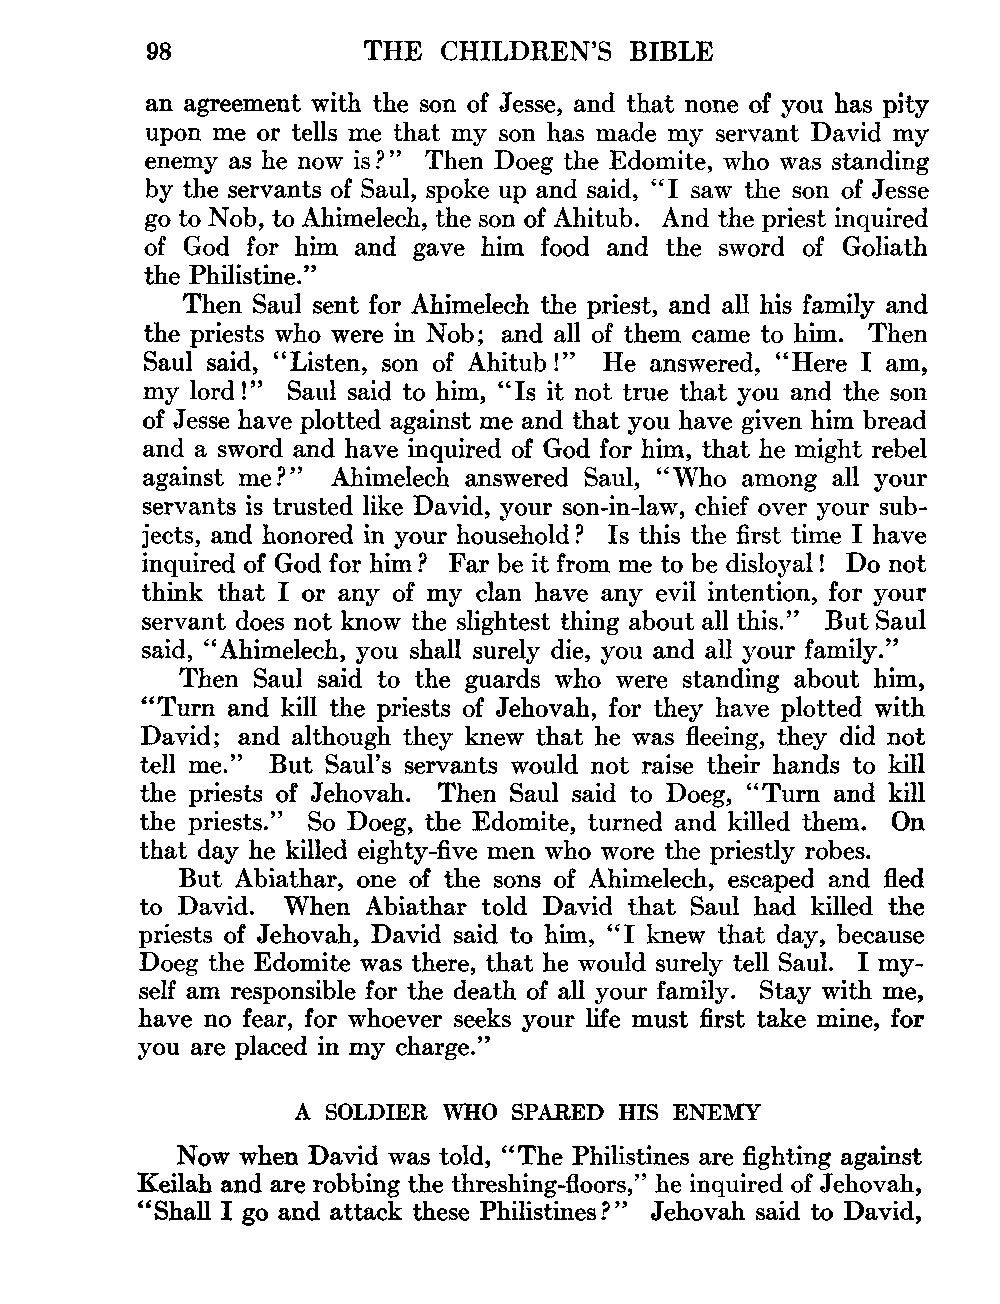 98 THE CHILDREN'S BIBLE
an agreement with the son of Jesse, and that none of you has pity
upon me or tells me that my son has made my servant David my
enemy as he now is?” Then Doeg the Edomite, who was standing
by the servants of Saul, spoke up and said, “I saw the son of Jesse
go to Nob, to Ahimelech, the son of Ahitub. And the priest inquired
of God for him and gave him food and the sword of Goliath
the Philistine.”
Then Saul sent for Ahimelech the priest, and all his family and
the priests who were in Nob; and all of them came to him. Then
Saul said, “Listen, son of Ahitub!” He answered, “Here I am,
my lord!” Saul said to him, “Is it not true that you and the son
of Jesse have plotted against me and that you have given him bread
and a sword and have inquired of God for him, that he might rebel
against me?” Ahimelech answered Saul, “Who among all your
servants is trusted like David, your son-in-law, chief over your sub-
jects, and honored in your household? Is this the first time I have
inquired of God for him? Far be it from me to be disloyal! Do not
think that I or any of my clan have any evil intention, for your
servant does not know the slightest thing about all this.” But Saul
said, “Ahimelech, you shall surely die, you and all your family.”
Then Saul said to the guards who were standing about him,
“Turn and kill the priests of Jehovah, for they have plotted with
David; and although they knew that he was fleeing, they did not
tell me.” But Saul's servants would not raise their hands to kill
the priests of Jehovah. Then Saul said to Doeg, “Turn and kill
the priests.” So Doeg, the Edomite, turned and killed them. On
that day he killed eighty-five men who wore the priestly robes.
But Abiathar, one of the sons of Ahimelech, escaped and fled
to David. When Abiathar told David that Saul had killed the
priests of Jehovah, David said to him, “I knew that day, because
Doeg the Edomite was there, that he would surely tell Saul. I my-
self am responsible for the death of all your family. Stay with me,
have no fear, for whoever seeks your life must first take mine, for
you are placed in my charge.”
A SOLDIER WHO SPARED HIS ENEMY
Now when David was told, “The Philistines are fighting against
Keilah and are robbing the threshing-floors,” he inquired of Jehovah,
“Shall I go and attack these Philistines?” Jehovah said to David,